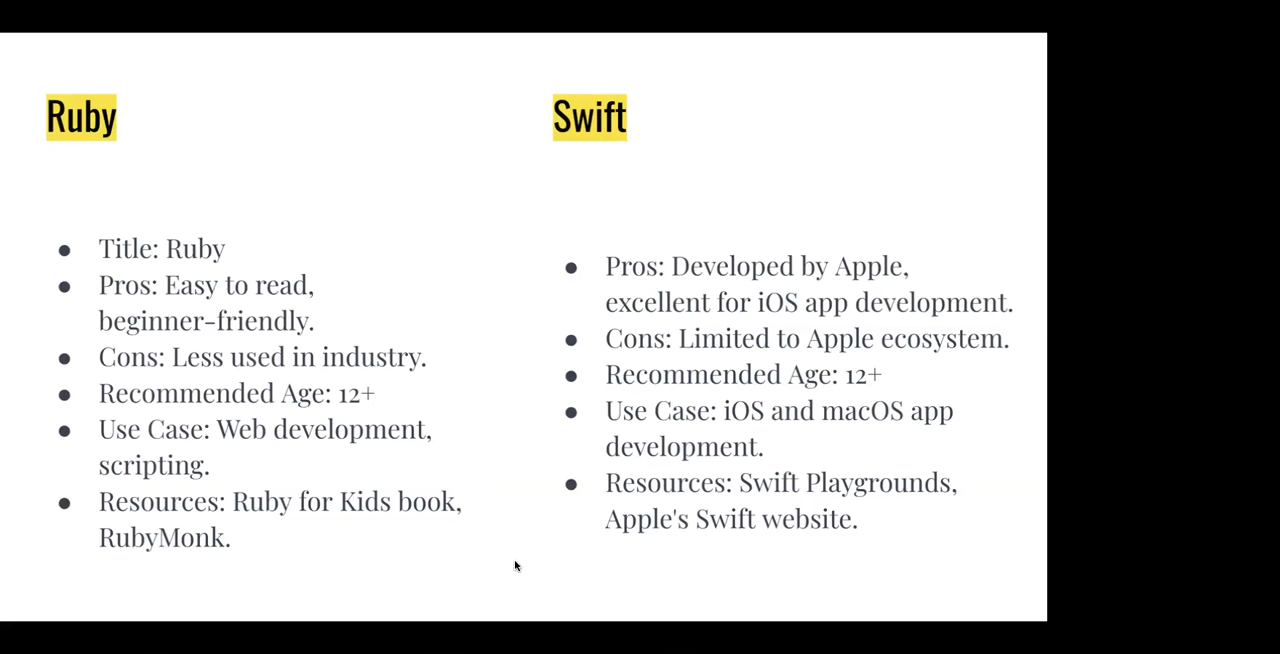 Ruby
● Title: Ruby
● Pros: Easy to read,
beginner-friendly.
● Cons: Less used in industry.
● Recommended Age: 12+
● Use Case: Web development,
scripting.
● Resources: Ruby for Kids book,
RubyMonk.
Swift
● Pros: Developed by Apple,
excellent for iOS app development.
● Cons: Limited to Apple ecosystem.
● Recommended Age: 12+
● Use Case: iOS and macOS app
development.
● Resources: Swift Playgrounds,
Apple's Swift website.